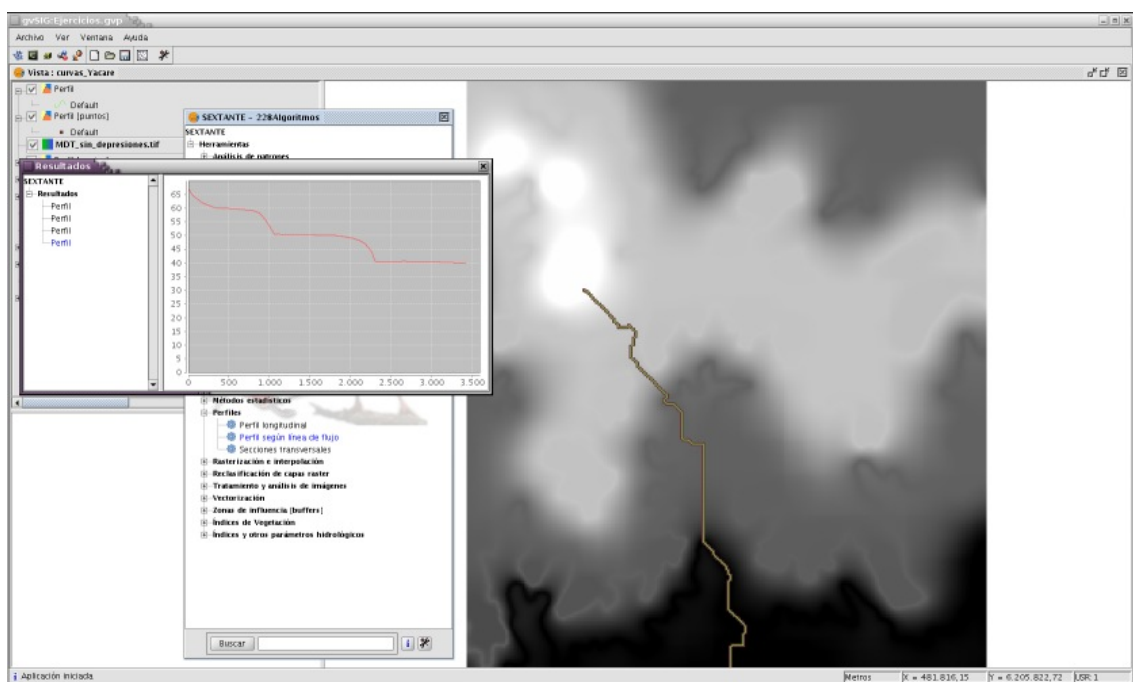 gvSIG:Ejercicios.gvp
Archivo Ver Ventana Ayuda
Vista : curvas_Yacare
Perfil
Default
Perfil [puntos]
Default
MDT_sin_depresiones.tif
SEXTANTE - 228Algoritmos
SEXTANTE
Herramientas
Análisis de patrones
Resultados
SEXTANTE
Resultados
Perfil
Perfil
Perfil
Perfil
65
60
55
50
45
40
35
30
25
20
15
10
5
0
0 500 1.000 1.500 2.000 2.500 3.000 3.500
Métodos estadísticos
Perfiles
Perfil longitudinal
Perfil según línea de flujo
Secciones transversales
Rasterización e interpolación
Reclasificación de capas raster
Tratamiento y análisis de imágenes
Vectorización
Zonas de influencia [buffers]
Índices de Vegetación
Índices y otros parámetros hidrológicos
Buscar
i
i Aplicación iniciada
Metros X = 481.816,15 Y = 6.205.822,72 USR:1